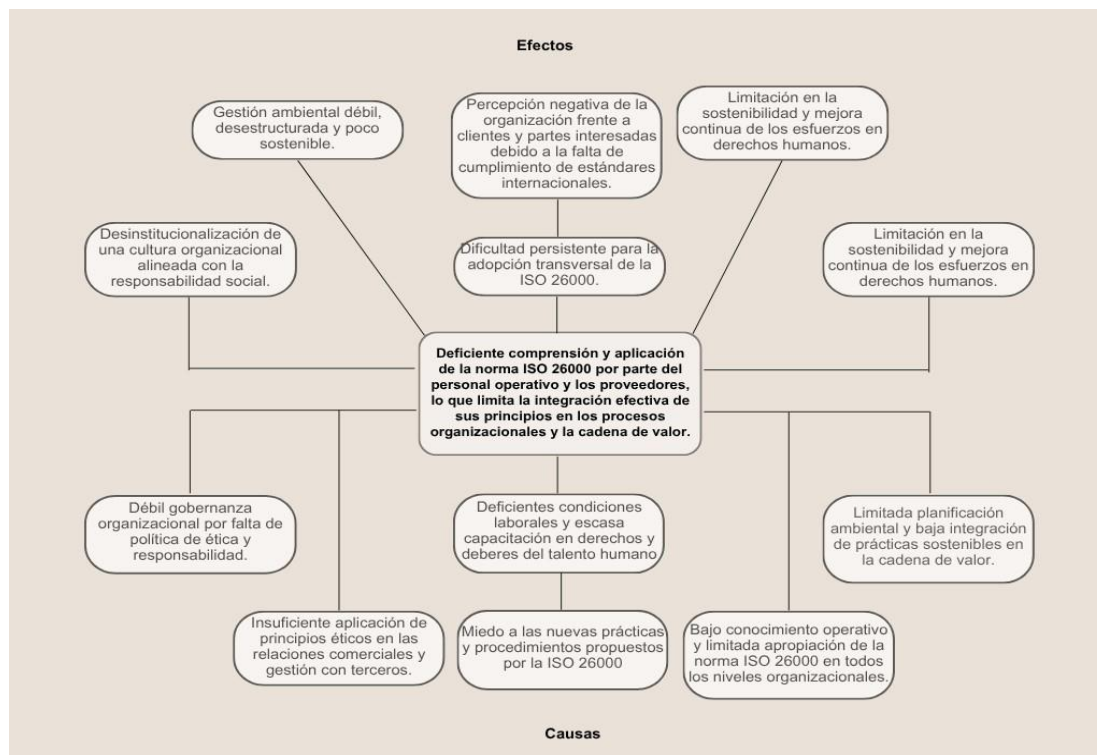 Efectos
Gestión ambiental débil,
desestructurada y poco
sostenible.
Percepción negativa de la
organización frente a
clientes y partes interesadas
debido a la falta de
cumplimiento de estándares
internacionales.
Limitación en la
sostenibilidad y mejora
continua de los esfuerzos en
derechos humanos.
Desinstitucionalización de
una cultura organizacional
alineada con la
responsabilidad social.
Dificultad persistente para la
adopción transversal de la
ISO 26000.
Limitación en la
sostenibilidad y mejora
continua de los esfuerzos en
derechos humanos.
Deficiente comprensión y aplicación
de la norma ISO 26000 por parte del
personal operativo y los proveedores,
lo que limita la integración efectiva de
sus principios en los procesos
organizacionales y la cadena de valor.
Débil gobernanza
organizacional por falta de
política de ética y
responsabilidad.
Deficientes condiciones
laborales y escasa
capacitación en derechos y
deberes del talento humano
Limitada planificación
ambiental y baja integración
de prácticas sostenibles en
la cadena de valor.
Insuficiente aplicación de
principios éticos en las
relaciones comerciales y
gestión con terceros.
Miedo a las nuevas prácticas
y procedimientos propuestos
por la ISO 26000
Bajo conocimiento operativo
y limitada apropiación de la
norma ISO 26000 en todos
los niveles organizacionales.
Causas